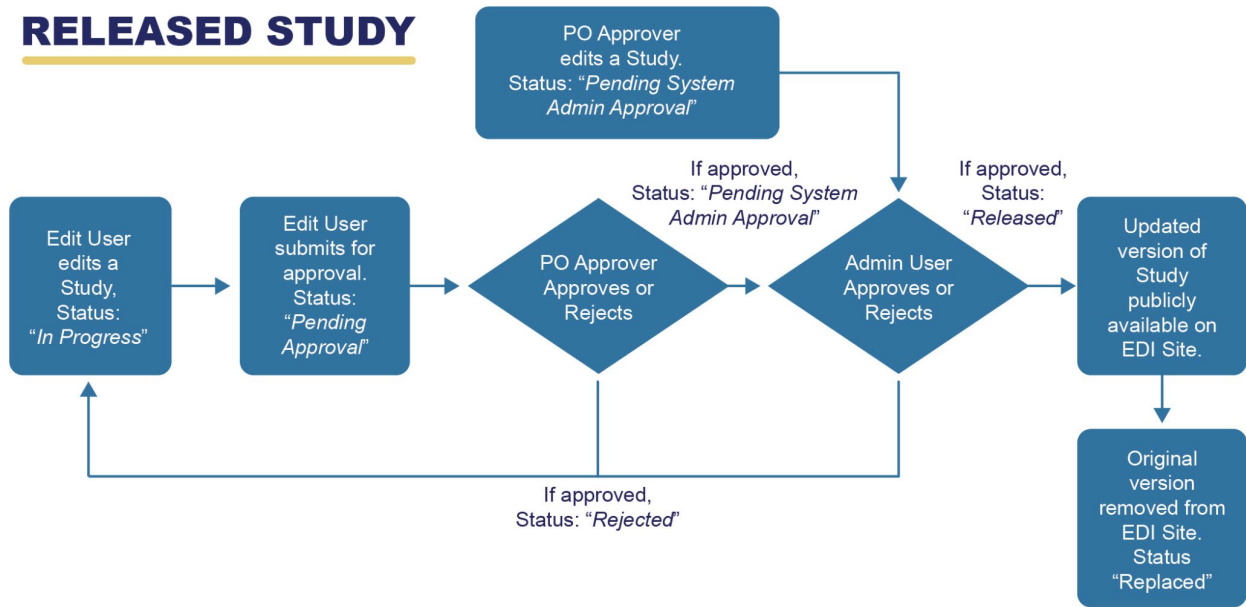 RELEASED STUDY
PO Approver
edits a Study.
Status: “Pending System
Admin Approval”
If approved,
Status: “Pending System
Admin Approval”
If approved,
Status:
“Released”
Edit User
edits a
Study,
Status:
“In Progress”
Edit User
submits for
approval.
Status:
“Pending
Approval”
PO Approver
Approves or
Rejects
Admin User
Approves or
Rejects
Updated
version of
Study
publicly
available on
EDI Site.
If approved,
Status: “Rejected”
Original
version
removed from
EDI Site.
Status
“Replaced”